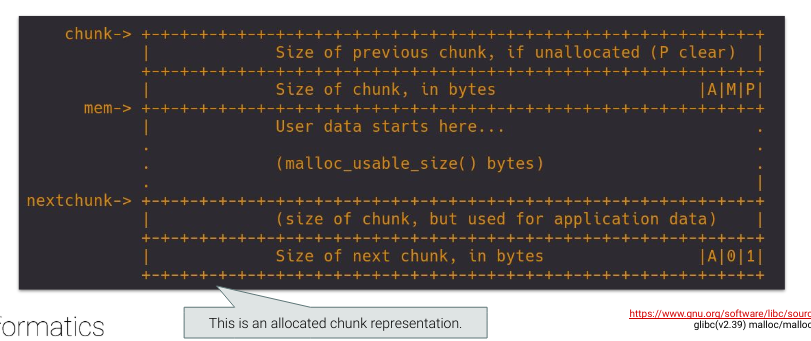 chunk-> +-+-+-+-+-+-+-+-+-+-+-+-+-+-+-+-+-+-+-+-+-+-+-+-+-+-+-+-+-+-+-+-+
| Size of previous chunk, if unallocated (P clear) |
+-+-+-+-+-+-+-+-+-+-+-+-+-+-+-+-+-+-+-+-+-+-+-+-+-+-+-+-+-+-+-+-+
| Size of chunk, in bytes |A|M|P|
mem-> +-+-+-+-+-+-+-+-+-+-+-+-+-+-+-+-+-+-+-+-+-+-+-+-+-+-+-+-+-+-+-+-+
| User data starts here... .
. .
. (malloc_usable_size() bytes) .
. |
nextchunk-> +-+-+-+-+-+-+-+-+-+-+-+-+-+-+-+-+-+-+-+-+-+-+-+-+-+-+-+-+-+-+-+-+
| (size of chunk, but used for application data) |
+-+-+-+-+-+-+-+-+-+-+-+-+-+-+-+-+-+-+-+-+-+-+-+-+-+-+-+-+-+-+-+-+
| Size of next chunk, in bytes |A|0|1|
+-+-+-+-+-+-+-+-+-+-+-+-+-+-+-+-+-+-+-+-+-+-+-+-+-+-+-+-+-+-+-+-+
This is an allocated chunk representation.
formatics
https://www.gnu.org/software/libc/sourc
glibc(v2.39) malloc/malloc